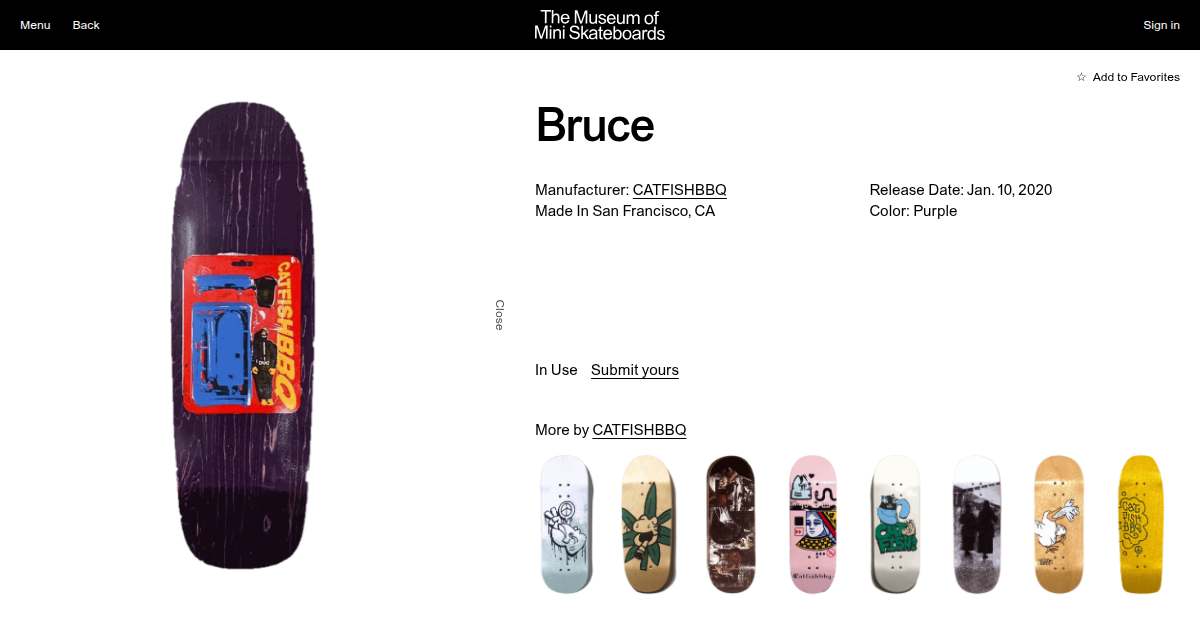 Menu
Back
The Museum of
Mini Skateboards
Sign in
☆ Add to Favorites
Bruce
Manufacturer: CATFISHBBQ
Made In San Francisco, CA
Release Date: Jan. 10, 2020
Color: Purple
CATFISHBBQ
Close
In Use Submit yours
More by CATFISHBBQ
Catfishbbq